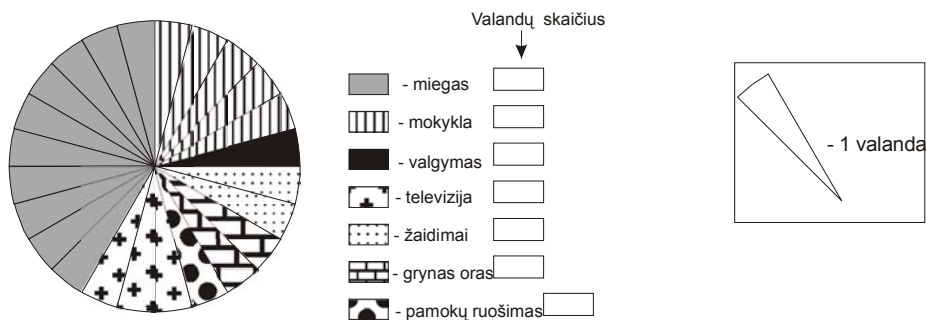 Valandų skaičius
- miegas
- mokykla
- valgymas
- televizija
- žaidimai
- grynas oras
- pamokų ruošimas
- 1 valanda